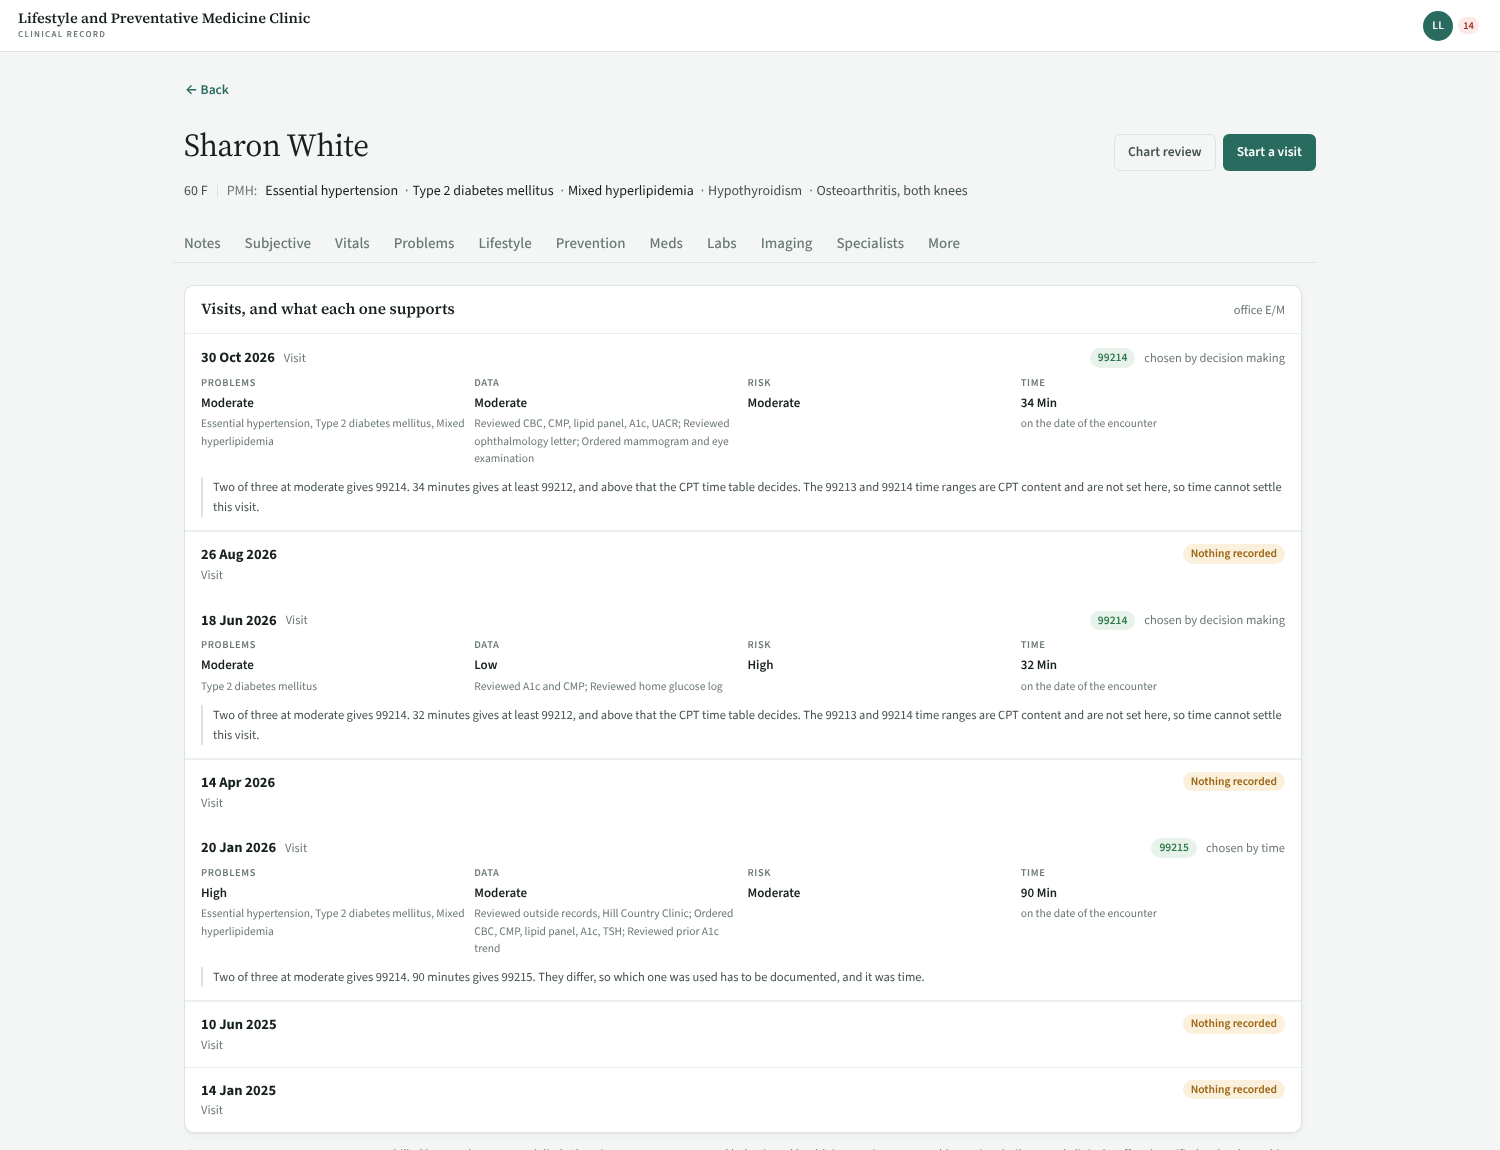 Lifestyle and Preventative Medicine Clinic
CLINICAL RECORD
LL
14
← Back
Sharon White
Chart review
Start a visit
60 F | PMH: Essential hypertension · Type 2 diabetes mellitus · Mixed hyperlipidemia · Hypothyroidism · Osteoarthritis, both knees
Notes Subjective Vitals Problems Lifestyle Prevention Meds Labs Imaging Specialists More
Visits, and what each one supports
office E/M
30 Oct 2026 Visit
99214 chosen by decision making
PROBLEMS DATA RISK TIME
Moderate Moderate Moderate 34 Min
Essential hypertension, Type 2 diabetes mellitus, Mixed
hyperlipidemia
Reviewed CBC, CMP, lipid panel, A1c, UACR; Reviewed
ophthalmology letter; Ordered mammogram and eye
examination
on the date of the encounter
Two of three at moderate gives 99214. 34 minutes gives at least 99212, and above that the CPT time table decides. The 99213 and 99214 time ranges are CPT content and are not set here, so time cannot settle
this visit.
26 Aug 2026
Nothing recorded
Visit
18 Jun 2026 Visit
99214 chosen by decision making
PROBLEMS DATA RISK TIME
Moderate Low High 32 Min
Type 2 diabetes mellitus
Reviewed A1c and CMP; Reviewed home glucose log
on the date of the encounter
Two of three at moderate gives 99214. 32 minutes gives at least 99212, and above that the CPT time table decides. The 99213 and 99214 time ranges are CPT content and are not set here, so time cannot settle
this visit.
14 Apr 2026
Nothing recorded
Visit
20 Jan 2026 Visit
99215 chosen by time
PROBLEMS DATA RISK TIME
High Moderate Moderate 90 Min
Essential hypertension, Type 2 diabetes mellitus, Mixed
hyperlipidemia
Reviewed outside records, Hill Country Clinic; Ordered
CBC, CMP, lipid panel, A1c, TSH; Reviewed prior A1c
trend
on the date of the encounter
Two of three at moderate gives 99214. 90 minutes gives 99215. They differ, so which one was used has to be documented, and it was time.
10 Jun 2025
Nothing recorded
Visit
14 Jan 2025
Nothing recorded
Visit